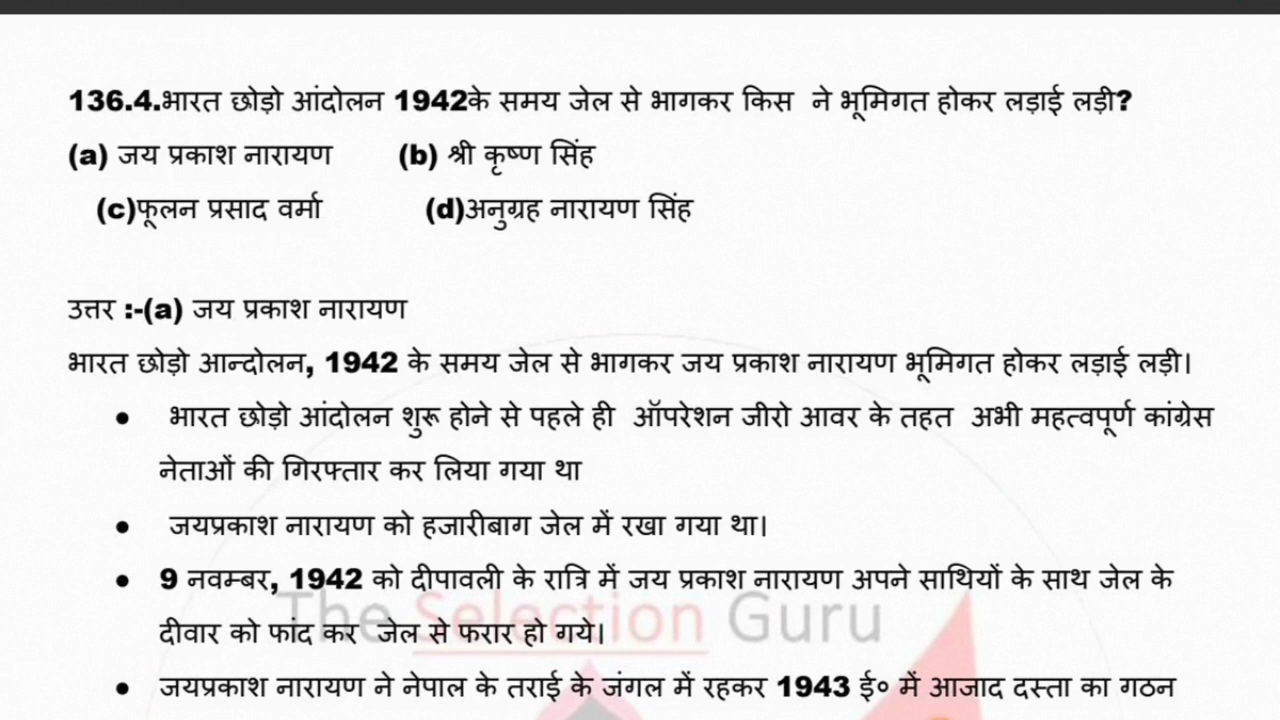 136.4.भारत छोड़ो आंदोलन 1942के समय जेल से भागकर किस ने भूमिगत होकर लड़ाई लड़ी?
(a) जय प्रकाश नारायण (b) श्री कृष्ण सिंह
(c)फूलन प्रसाद वर्मा (d)अनुग्रह नारायण सिंह
उत्तर :-(a) जय प्रकाश नारायण
भारत छोड़ो आन्दोलन, 1942 के समय जेल से भागकर जय प्रकाश नारायण भूमिगत होकर लड़ाई लड़ी।
● भारत छोड़ो आंदोलन शुरू होने से पहले ही ऑपरेशन जीरो आवर के तहत अभी महत्वपूर्ण कांग्रेस
नेताओं की गिरफ्तार कर लिया गया था
● जयप्रकाश नारायण को हजारीबाग जेल में रखा गया था।
● 9 नवम्बर, 1942 को दीपावली के रात्रि में जय प्रकाश नारायण अपने साथियों के साथ जेल के
दीवार को फांद कर जेल से फरार हो गये।
The Selection Guru
● जयप्रकाश नारायण ने नेपाल के तराई के जंगल में रहकर 1943 ई० में आजाद दस्ता का गठन